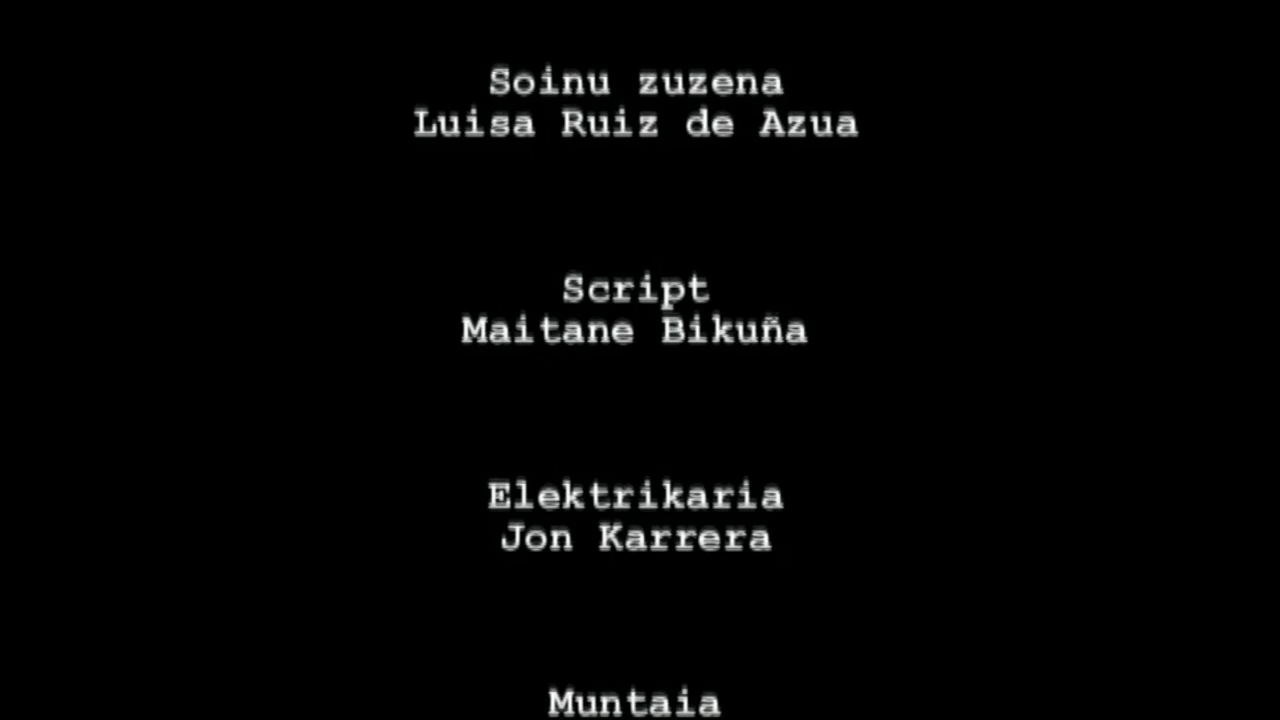 Soinu zuzena
Luisa Ruiz de Azua
Script
Maitane Bikuña
Elektrikaria
Jon Karrera
Muntaia